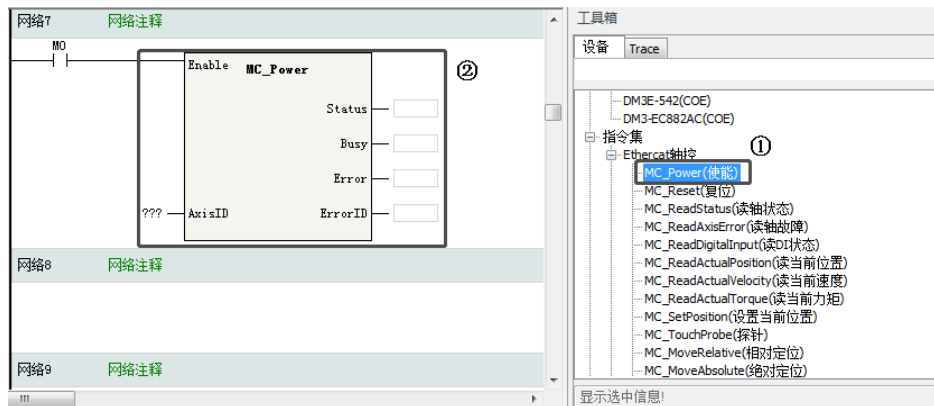 网络7 网络注释
M0
Enable MC_Power
Status
Busy
Error
??? AxisID ErrorID
②
网络8 网络注释
网络9 网络注释
工具箱
设备 Trace
DM3E-542(COE)
DM3-EC882AC(COE)
指令集
Ethercat轴控
①
MC_Power(使能)
MC_Reset(复位)
MC_ReadStatus(读轴状态)
MC_ReadAxisError(读轴故障)
MC_ReadDigitalInput(读DI状态)
MC_ReadActualPosition(读当前位置)
MC_ReadActualVelocity(读当前速度)
MC_ReadActualTorque(读当前力矩)
MC_SetPosition(设置当前位置)
MC_TouchProbe(探针)
MC_MoveRelative(相对定位)
MC_MoveAbsolute(绝对定位)
显示选中信息!